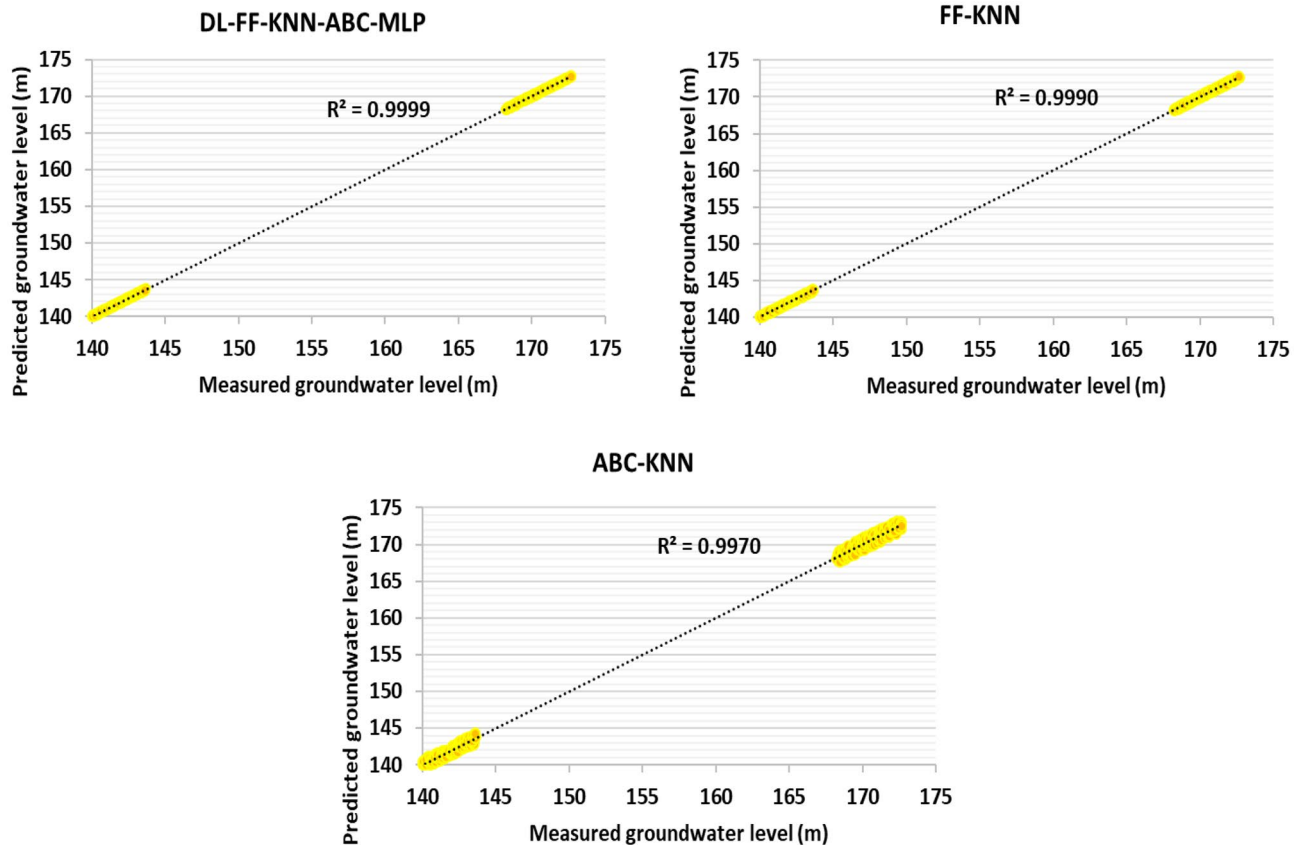 DL-FF-KNN-ABC-MLP
Predicted groundwater level (m)
175
170
165
160
155
150
145
140
R² = 0.9999
140 145 150 155 160 165 170 175
Measured groundwater level (m)
FF-KNN
Predicted groundwater level (m)
175
170
165
160
155
150
145
140
R² = 0.9990
140 145 150 155 160 165 170 175
Measured groundwater level (m)
ABC-KNN
Predicted groundwater level (m)
175
170
165
160
155
150
145
140
R² = 0.9970
140 145 150 155 160 165 170 175
Measured groundwater level (m)